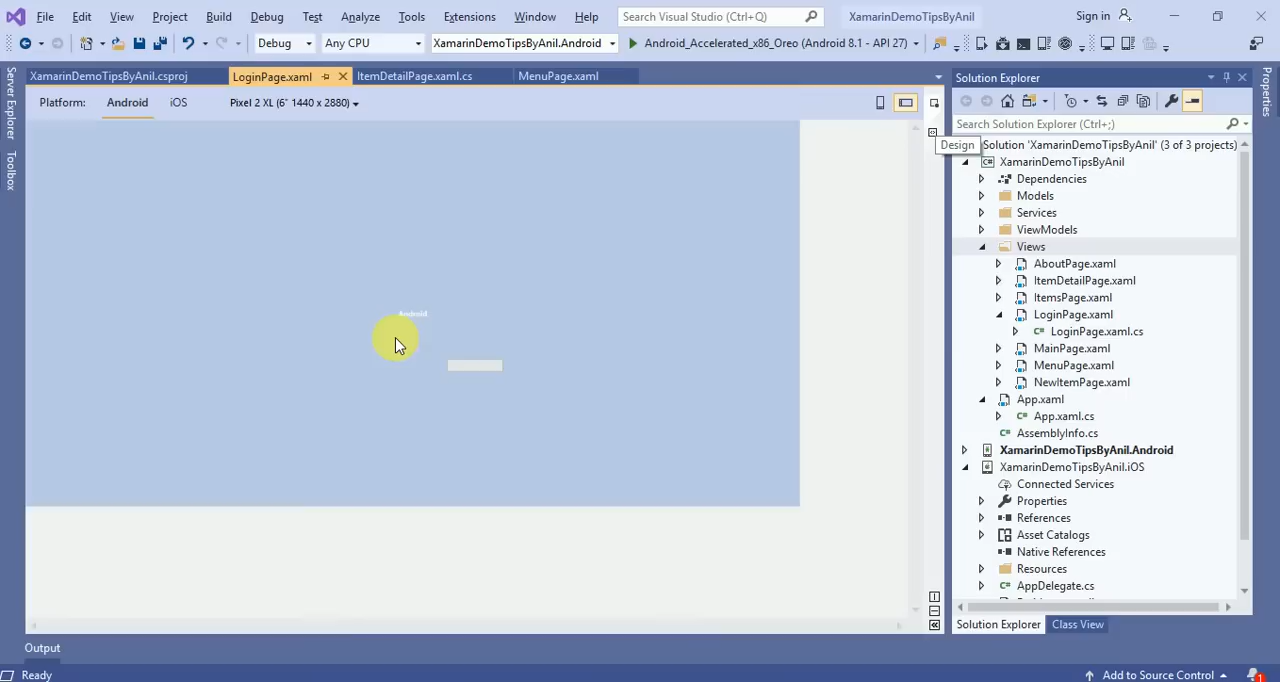 File Edit View Project Build Debug Test Analyze Tools Extensions Window Help Search Visual Studio (Ctrl+Q) XamarinDemoTipsByAnil Sign in
Debug Any CPU XamarinDemoTipsByAnil.Android Android_Accelerated_x86_Oreo (Android 8.1 - API 27)
Server Explorer
Toolbox
XamarinDemoTipsByAnil.csproj LoginPage.xaml ItemDetailPage.xaml.cs MenuPage.xaml
Platform: Android iOS Pixel 2 XL (6" 1440 x 2880)
Android
Design
Solution Explorer
Search Solution Explorer (Ctrl+;)
Solution 'XamarinDemoTipsByAnil' (3 of 3 projects)
XamarinDemoTipsByAnil
Dependencies
Models
Services
ViewModels
Views
AboutPage.xaml
ItemDetailPage.xaml
ItemsPage.xaml
LoginPage.xaml
LoginPage.xaml.cs
MainPage.xaml
MenuPage.xaml
NewItemPage.xaml
App.xaml
App.xaml.cs
AssemblyInfo.cs
XamarinDemoTipsByAnil.Android
XamarinDemoTipsByAnil.iOS
Connected Services
Properties
References
Asset Catalogs
Native References
Resources
AppDelegate.cs
Solution Explorer Class View
Properties
Output
Ready Add to Source Control 1